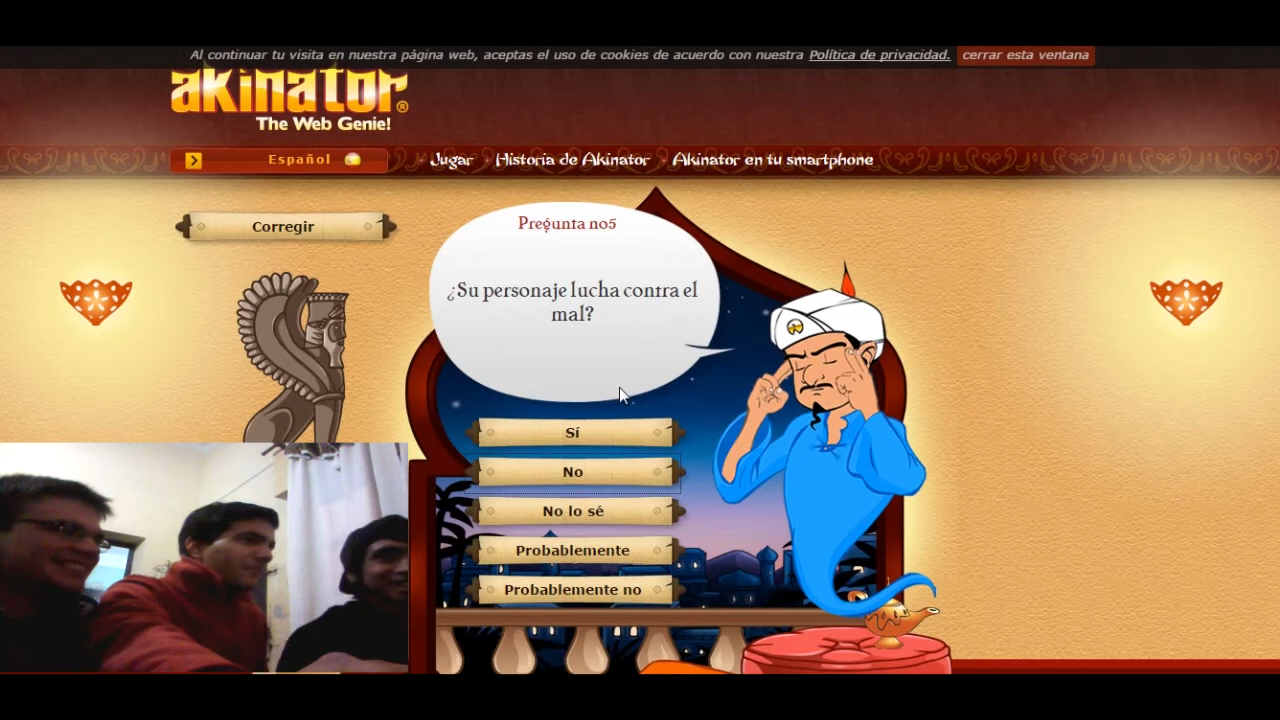 Al continuar tu visita en nuestra página web, aceptas el uso de cookies de acuerdo con nuestra Política de privacidad. cerrar esta ventana
akinator®
The Web Genie!
Español
· Jugar · Historia de Akinator · Akinator en tu smartphone
Corregir
Pregunta no5
¿Su personaje lucha contra el
mal?
Sí
No
No lo sé
Probablemente
Probablemente no